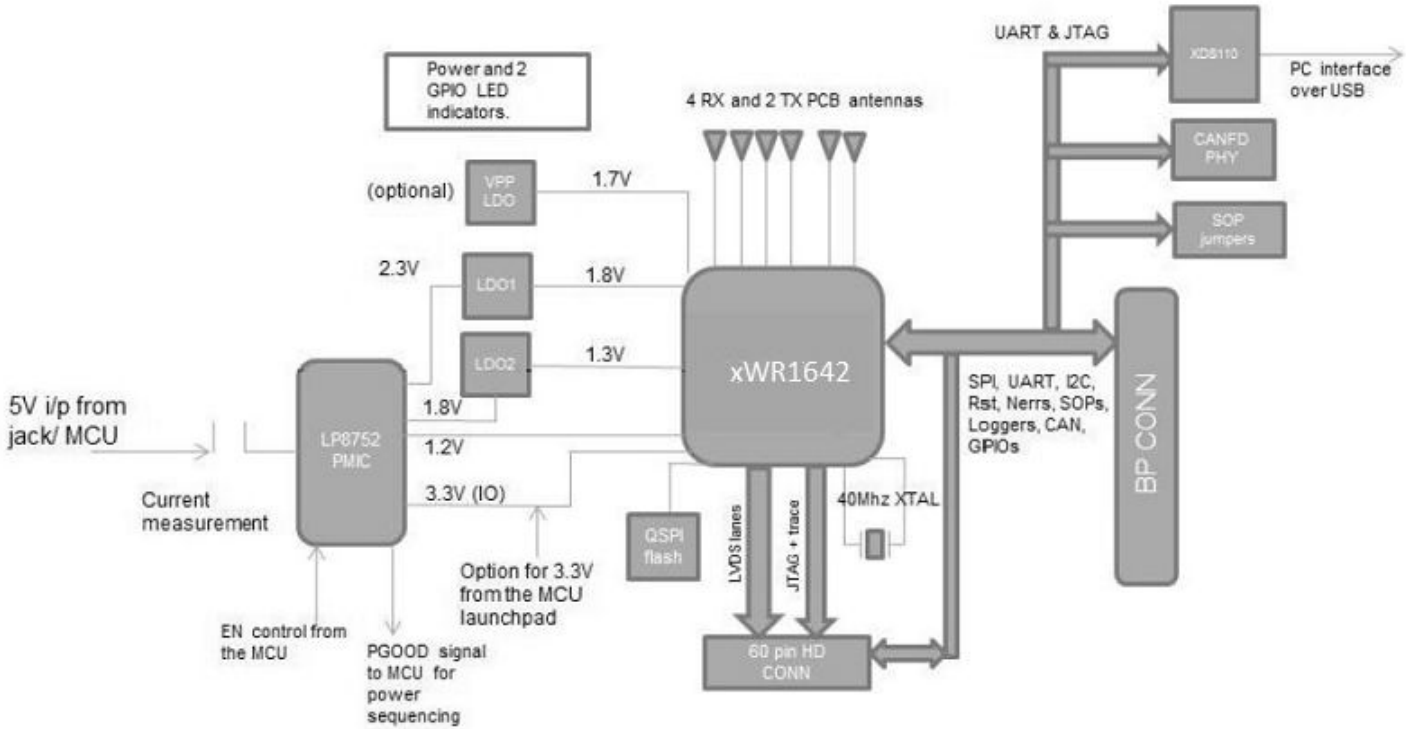 UART & JTAG
XDS110
PC interface
over USB
Power and 2
GPIO LED
indicators.
4 RX and 2 TX PCB antennas
CANFD
PHY
(optional)
VPP
LDO
1.7V
SOP
jumpers
2.3V
LDO1
1.8V
LDO2
1.3V
xWR1642
SPI, UART, I2C,
Rst, Nerrs, SOPs,
Loggers, CAN,
GPIOs
BP CONN
5V i/p from
jack/ MCU
LP8752
PMIC
1.8V
1.2V
3.3V (IO)
Current
measurement
40Mhz XTAL
QSPI
flash
LVDS lanes
JTAG + trace
Option for 3.3V
from the MCU
launchpad
EN control from
the MCU
PGOOD signal
to MCU for
power
sequencing
60 pin HD
CONN